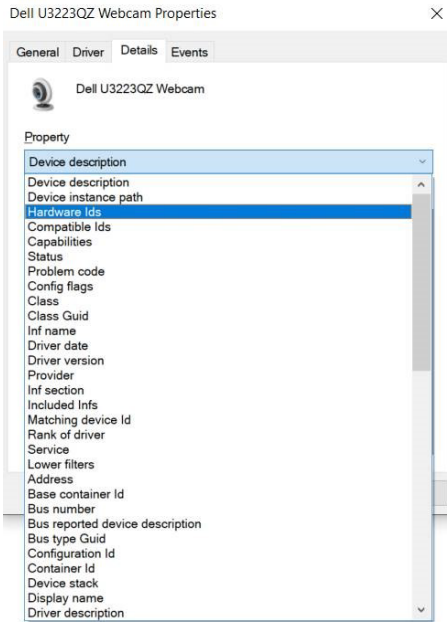 Dell U3223QZ Webcam Properties
General Driver Details Events
Dell U3223QZ Webcam
Property
Device description
Device description
Device instance path
Hardware Ids
Compatible Ids
Capabilities
Status
Problem code
Config flags
Class
Class Guid
Inf name
Driver date
Driver version
Provider
Inf section
Included Infs
Matching device Id
Rank of driver
Service
Lower filters
Address
Base container Id
Bus number
Bus reported device description
Bus type Guid
Configuration Id
Container Id
Device stack
Display name
Driver description